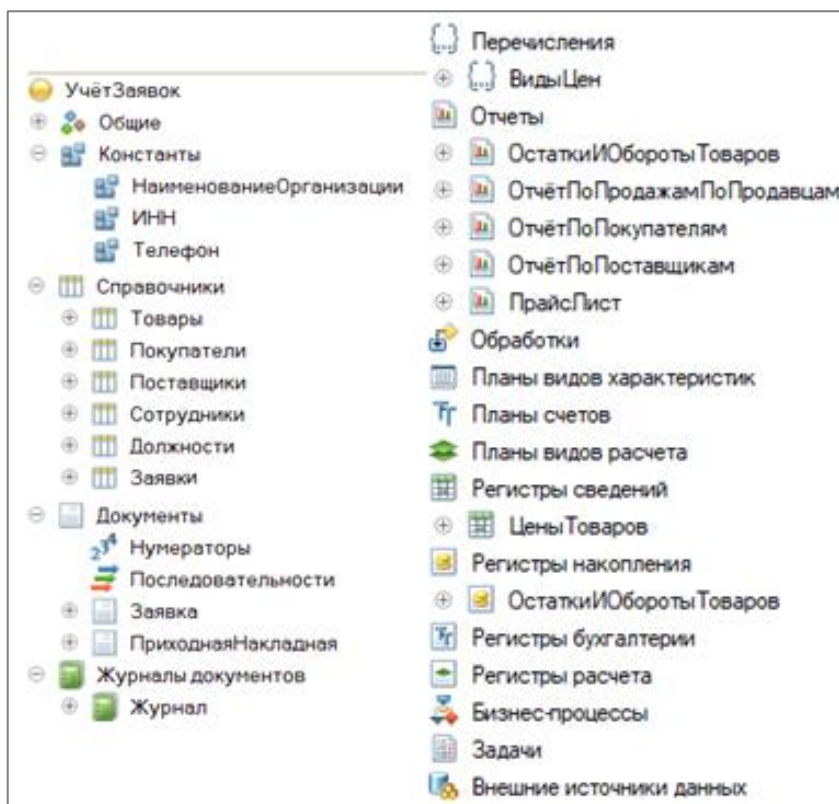 УчётЗаявок
Общие
Константы
НаименованиеОрганизации
ИНН
Телефон
Справочники
Товары
Покупатели
Поставщики
Сотрудники
Должности
Заявки
Документы
Нумераторы
Последовательности
Заявка
ПриходнаяНакладная
Журналы документов
Журнал
Перечисления
ВидыЦен
Отчеты
ОстаткиИОборотыТоваров
ОтчётПоПродажамПоПродавцам
ОтчётПоПокупателям
ОтчётПоПоставщикам
ПрайсЛист
Обработки
Планы видов характеристик
Планы счетов
Планы видов расчета
Регистры сведений
ЦеныТоваров
Регистры накопления
ОстаткиИОборотыТоваров
Регистры бухгалтерии
Регистры расчета
Бизнес-процессы
Задачи
Внешние источники данных